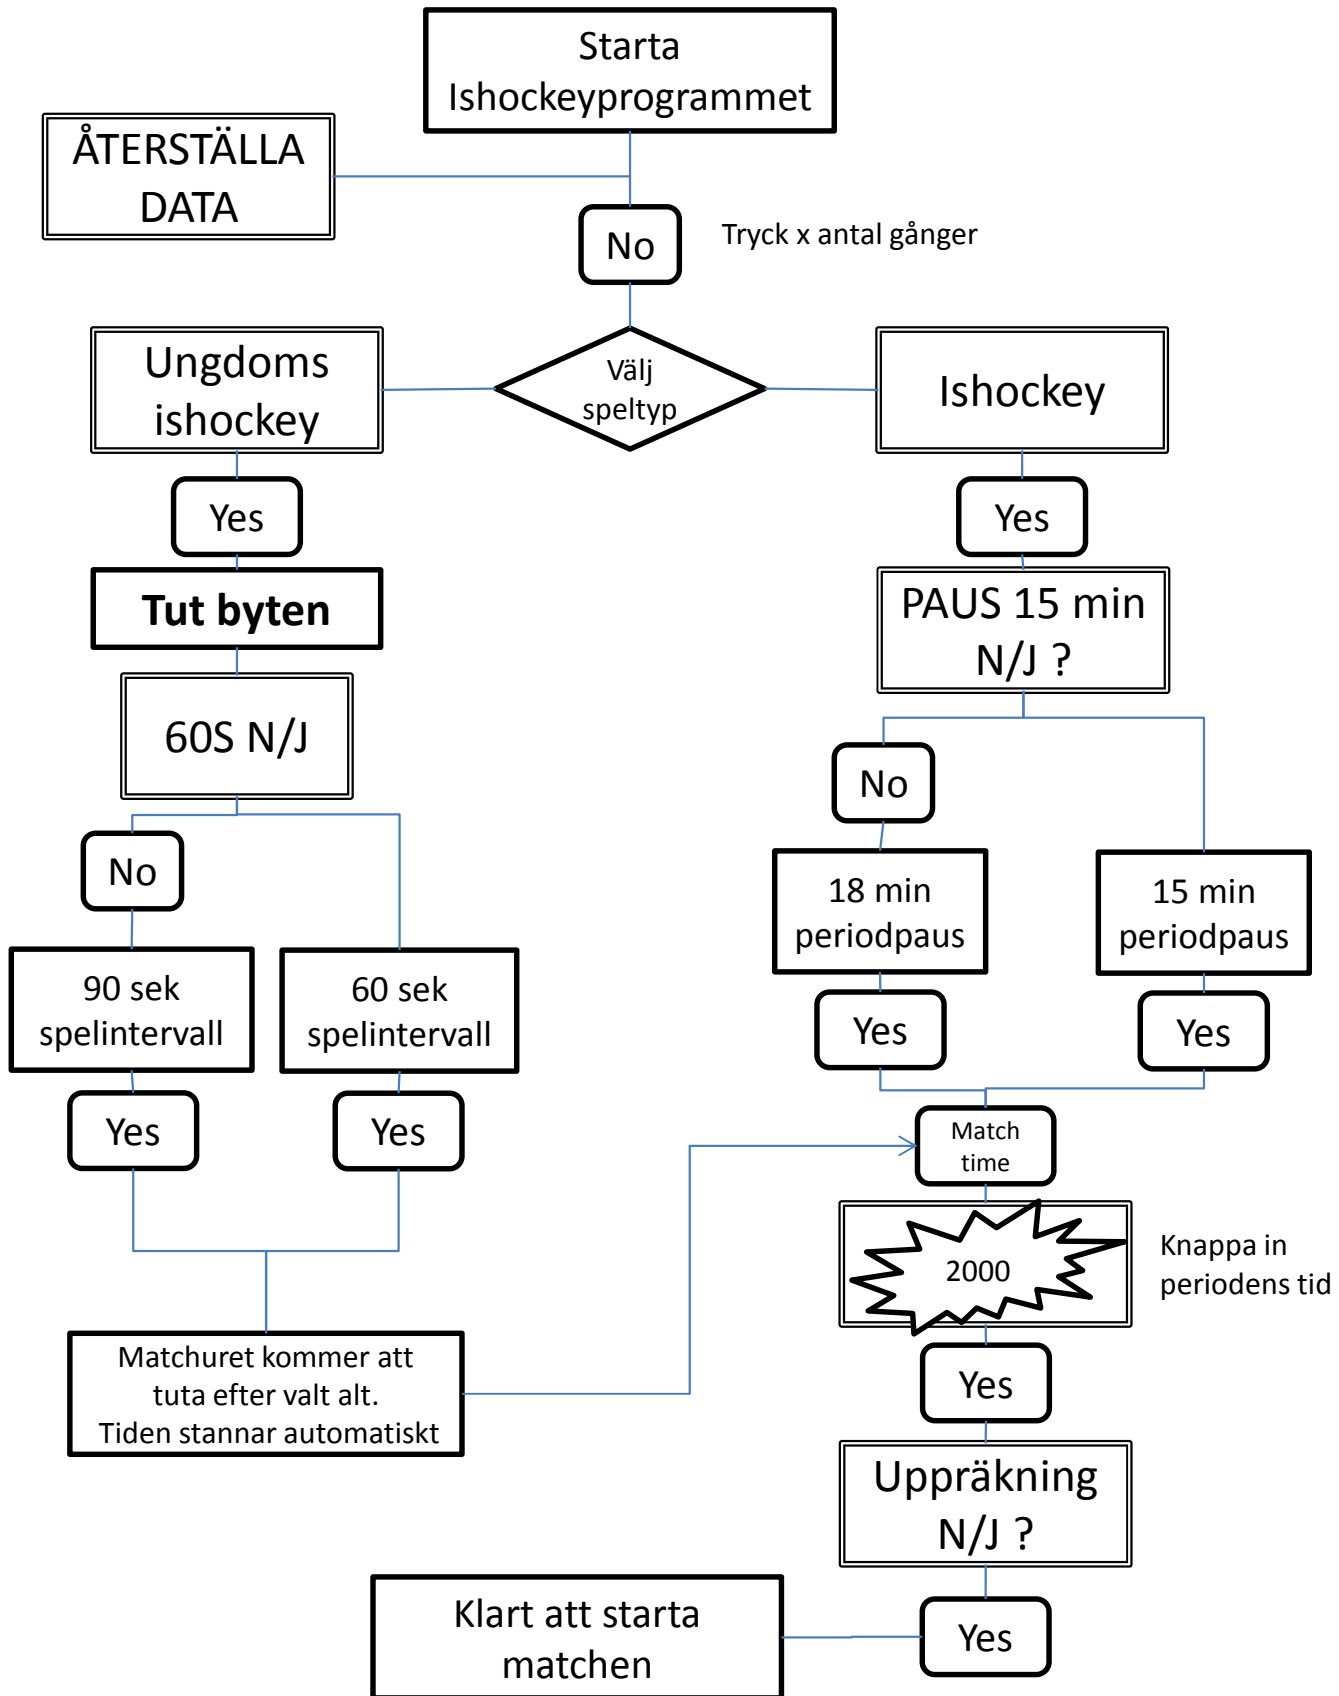 Starta
Ishockeyprogrammet
ÅTERSTÄLLA
DATA
No
Tryck x antal gånger
Ungdoms
ishockey
Välj
speltyp
Ishockey
Yes
Yes
Tut byten
PAUS 15 min
N/J ?
60S N/J
No
No
18 min
periodpaus
15 min
periodpaus
90 sek
spelintervall
60 sek
spelintervall
Yes
Yes
Yes
Yes
Match
time
2000
Knappa in
periodens tid
Matchuret kommer att
tuta efter valt alt.
Tiden stannar automatiskt
Yes
Uppräkning
N/J ?
Klart att starta
matchen
Yes